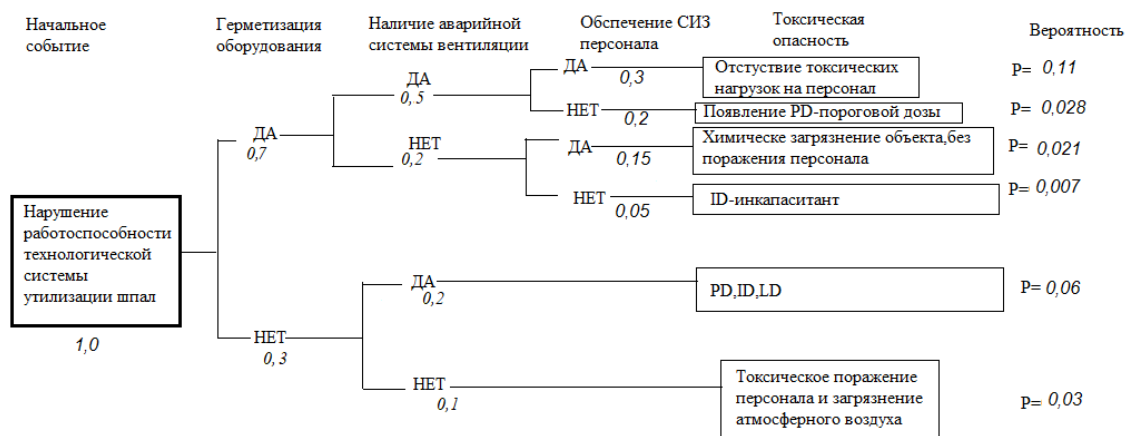 Начальное
событие
Герметизация
оборудования
Наличие аварийной
системы вентиляции
Обспечение СИЗ
персонала
Токсическая
опасность
Вероятность
ДА
0,3
Отстуствие токсических
нагрузок на персонал
P= 0,11
ДА
0,5
НЕТ
0,2
Появление PD-пороговой дозы
P= 0,028
ДА
0,7
НЕТ
0,2
ДА
0,15
Химическе загрязнение объекта,без
поражения персонала
P= 0,021
НЕТ
0,05
ID-инкапаситант
P= 0,007
Нарушение
работоспособности
технологической
системы
утилизации шпал
1,0
ДА
0,2
PD,ID,LD
P= 0,06
НЕТ
0,3
НЕТ
0,1
Токсическое поражение
персонала и загрязнение
атмосферного воздуха
P= 0,03